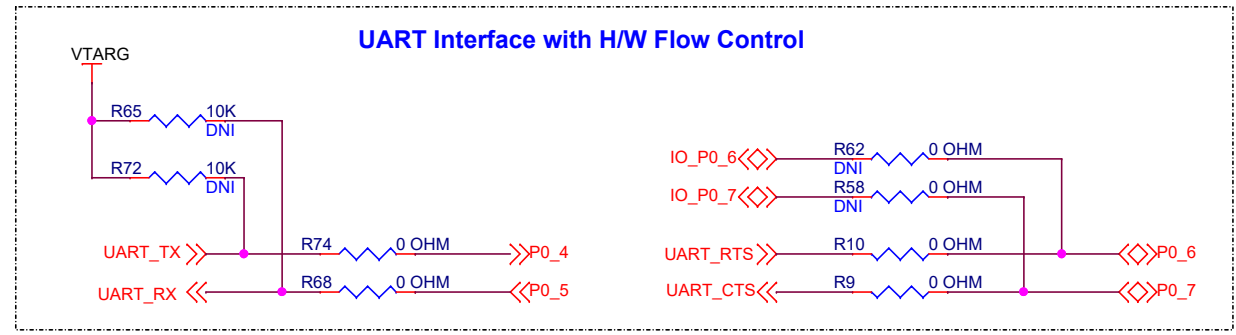 UART Interface with H/W Flow Control
VTARG
R65 10K
DNI
R72 10K
DNI
IO_P0_6 R62 0 OHM
DNI
IO_P0_7 R58 0 OHM
DNI
UART_TX R74 0 OHM P0_4
UART_RX R68 0 OHM P0_5
UART_RTS R10 0 OHM P0_6
UART_CTS R9 0 OHM P0_7